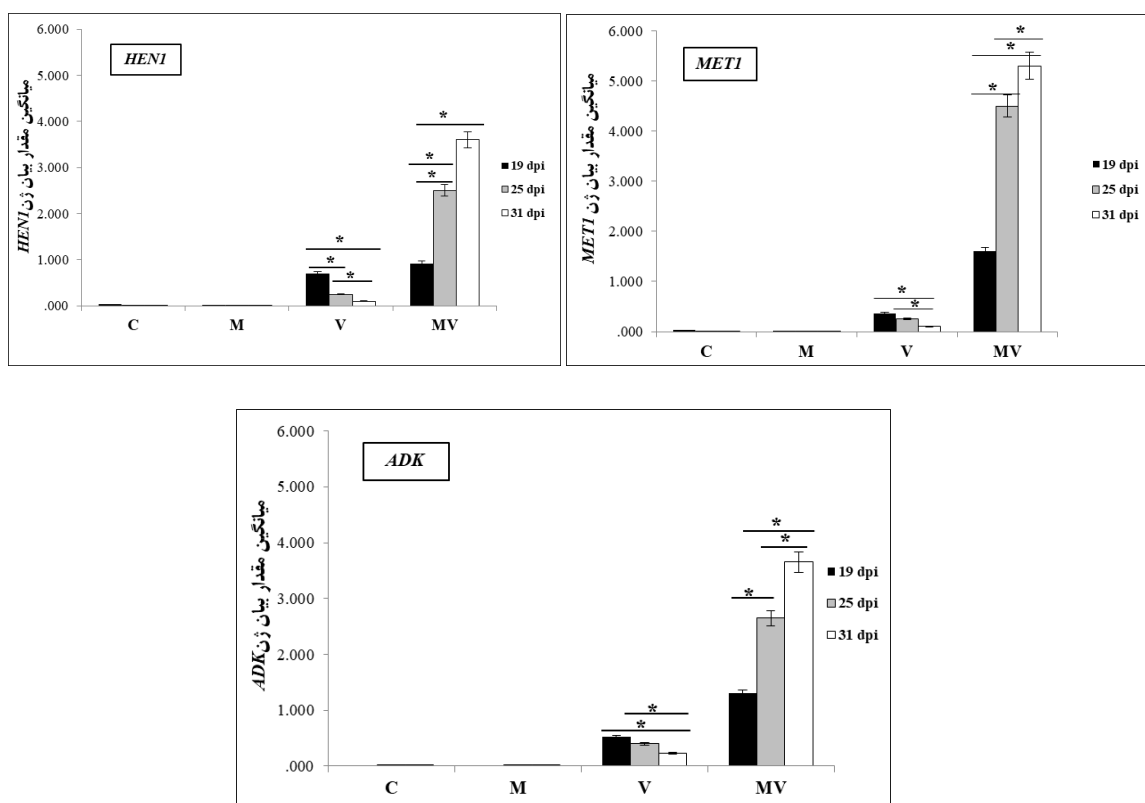 HEN1
میانگین مقدار بیان ژن HEN1
6.000
5.000
4.000
3.000
2.000
1.000
.000
*
*
*
*
*
*
C M V MV
19 dpi
25 dpi
31 dpi
MET1
میانگین مقدار بیان ژن MET1
6.000
5.000
4.000
3.000
2.000
1.000
.000
*
*
*
*
*
C M V MV
19 dpi
25 dpi
31 dpi
ADK
میانگین مقدار بیان ژن ADK
6.000
5.000
4.000
3.000
2.000
1.000
.000
*
*
*
*
*
C M V MV
19 dpi
25 dpi
31 dpi